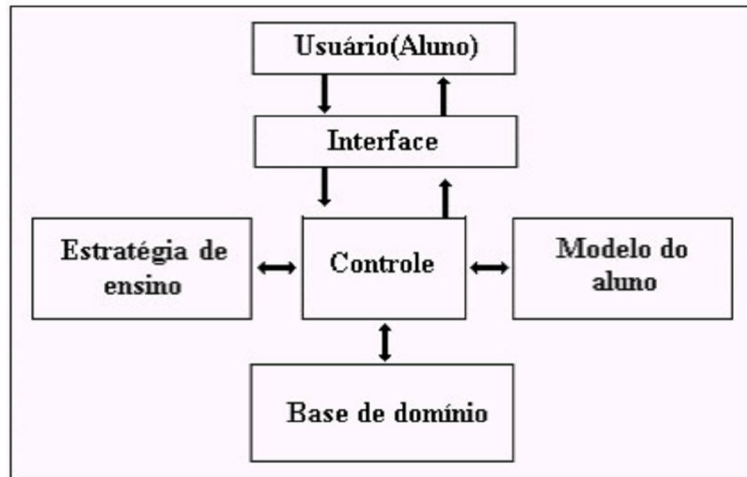 Usuário(Aluno)
Interface
Estratégia de
ensino
Controle
Modelo do
aluno
Base de domínio